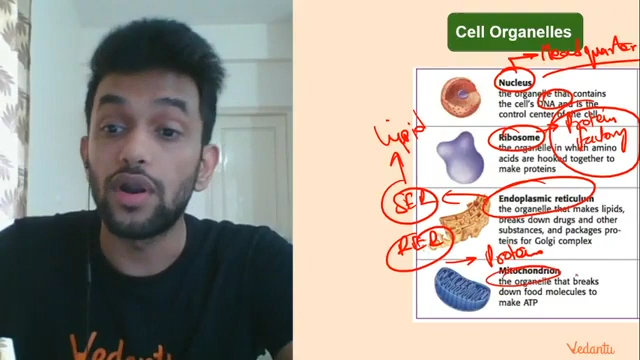 Cell Organelles
Headquarter
Nucleus
the organelle that contains
the cell's DNA and is the
control center of the cell
Lipid
Protein
factory
Ribosome
the organelle in which amino
acids are hooked together to
make proteins
SER
Endoplasmic reticulum
the organelle that makes lipids,
breaks down drugs and other
substances, and packages pro-
teins for Golgi complex
RER
Protein
Mitochondrion
the organelle that breaks
down food molecules to
make ATP
Vedantu